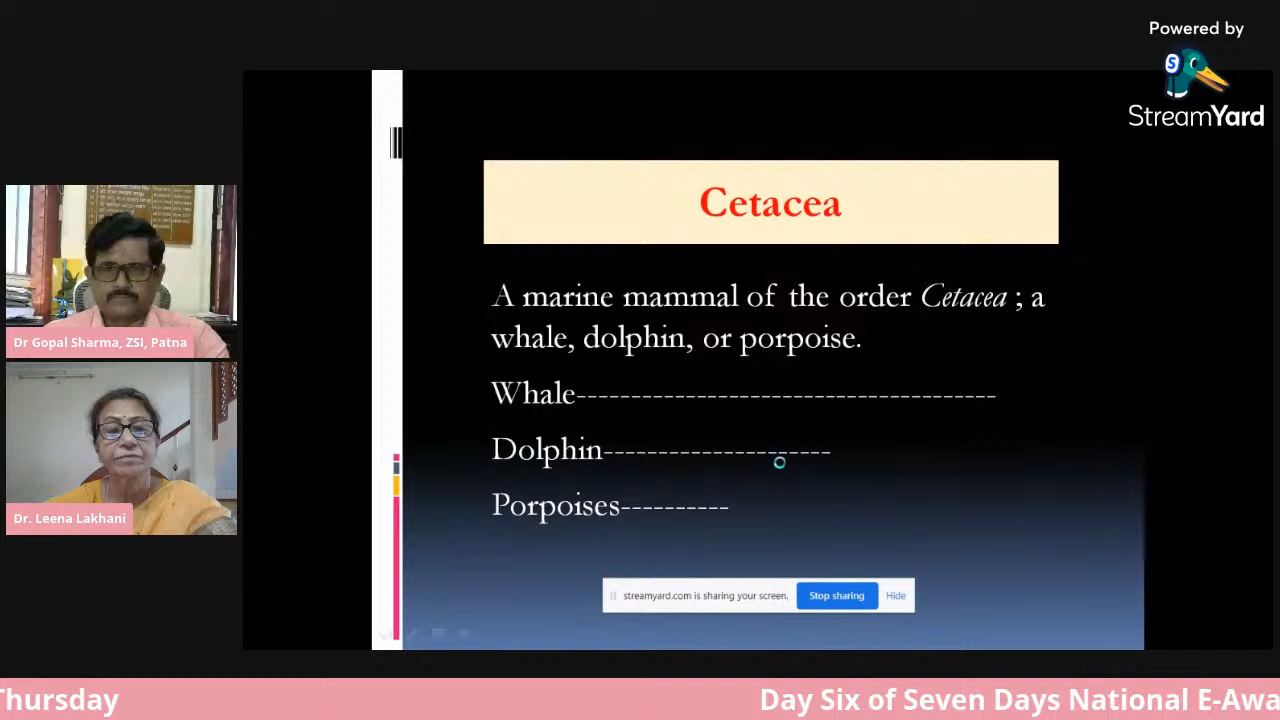 Powered by
S
StreamYard
Cetacea
A marine mammal of the order Cetacea ; a
whale, dolphin, or porpoise.
Whale--------------------------------------
Dolphin---------------------
Porpoises----------
streamyard.com is sharing your screen. Stop sharing Hide
Dr Gopal Sharma, ZSI, Patna
Dr. Leena Lakhani
Thursday
Day Six of Seven Days National E-Awa